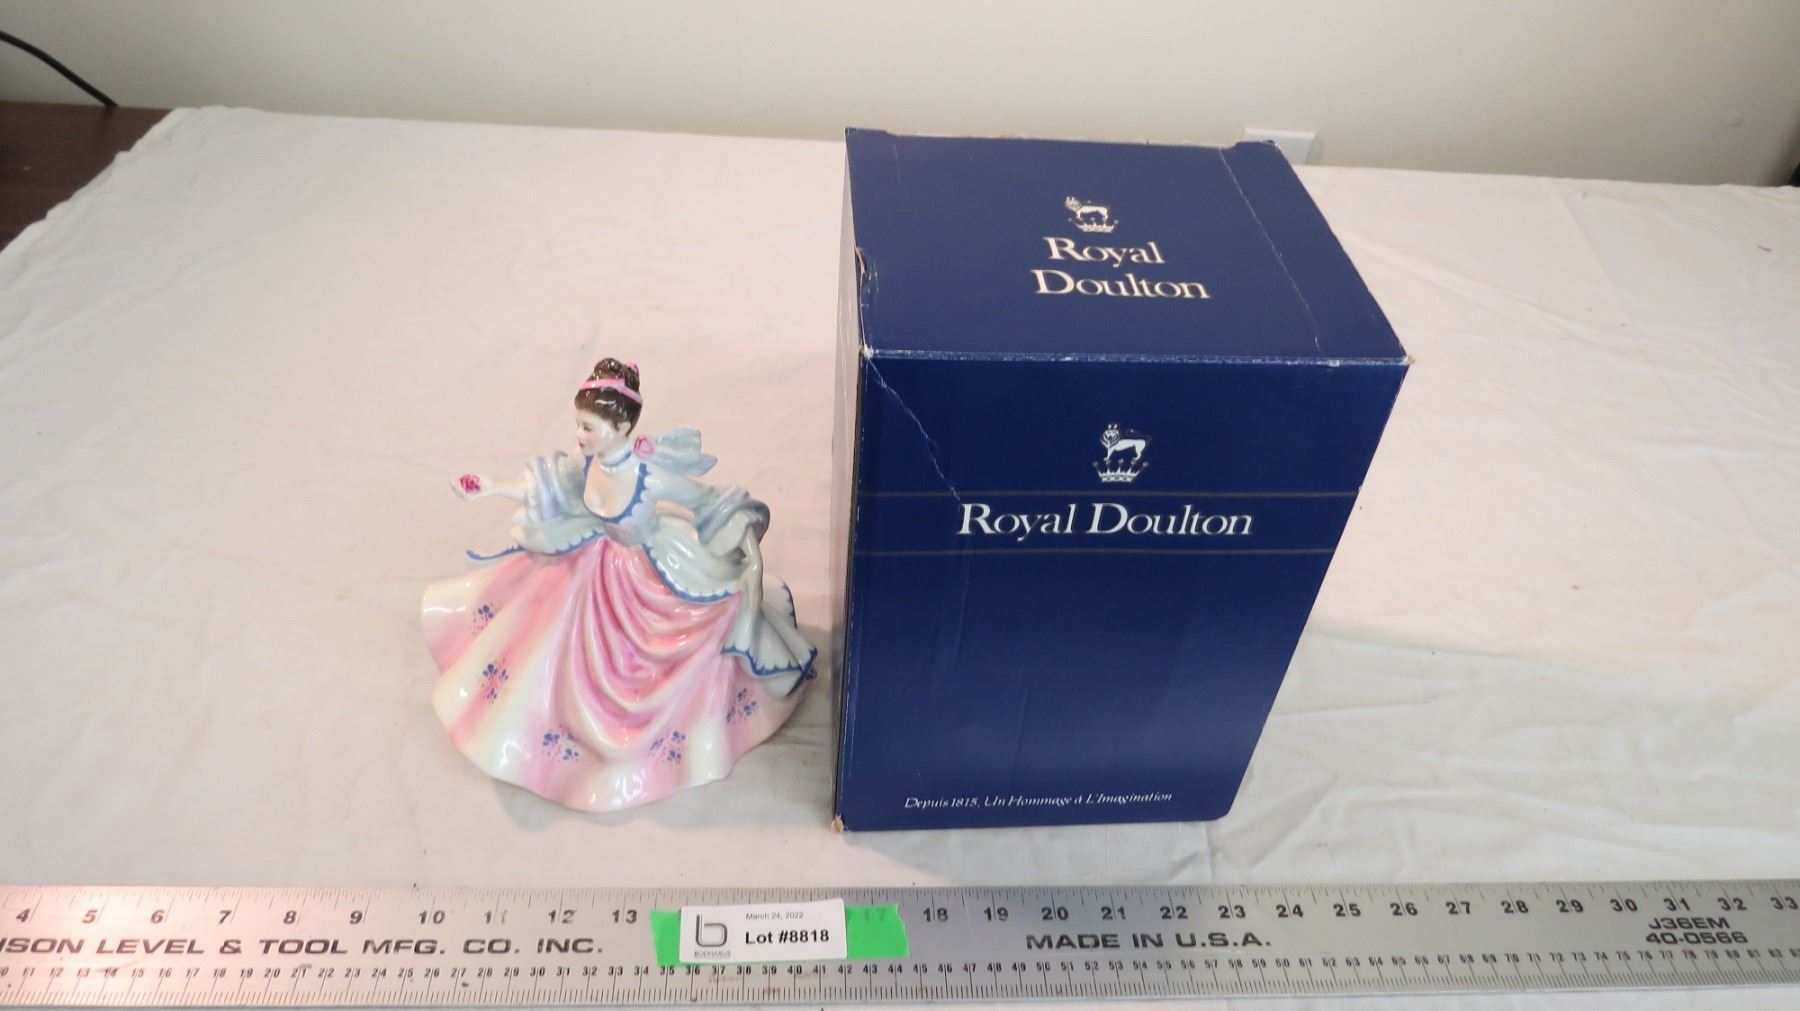 Royal
Doulton
Royal Doulton
Depuis 1815, Un Hommage à L'Imagination
4 5 6 7 8 9 10 11 12 13 17 18 19 20 21 22 23 24 25 26 27 28 29 30 31 32 33
March 24, 2022
Lot #8818
BODNARUS
SON LEVEL & TOOL MFG. CO. INC.
MADE IN U.S.A.
J36EM
40-0566